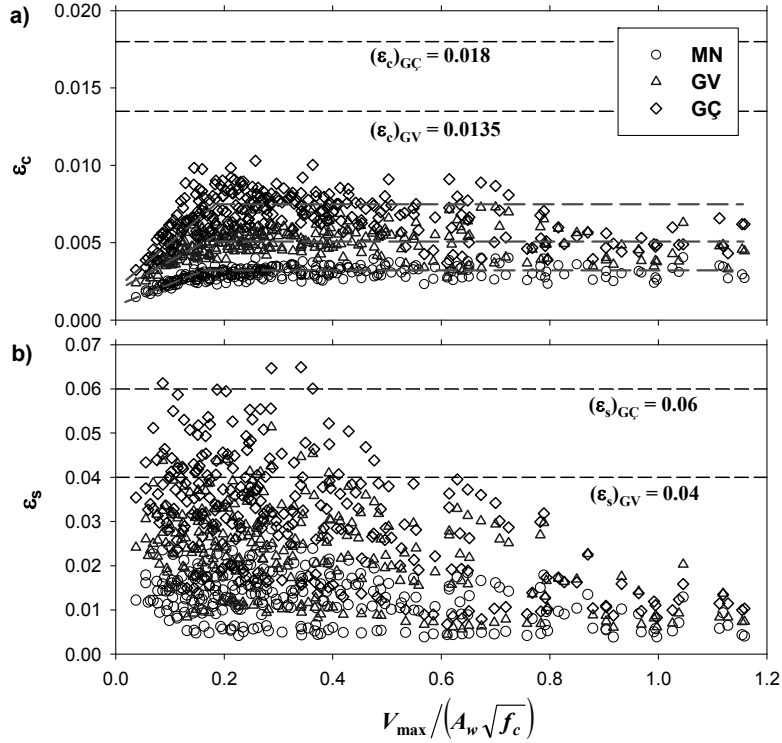 a)
0.020
0.015
0.010
0.005
0.000
εc
(εc)GÇ = 0.018
(εc)GV = 0.0135
MN
GV
GÇ
b)
0.07
0.06
0.05
0.04
0.03
0.02
0.01
0.00
εs
(εs)GÇ = 0.06
(εs)GV = 0.04
0.0 0.2 0.4 0.6 0.8 1.0 1.2
Vmax/(Aw√fc)